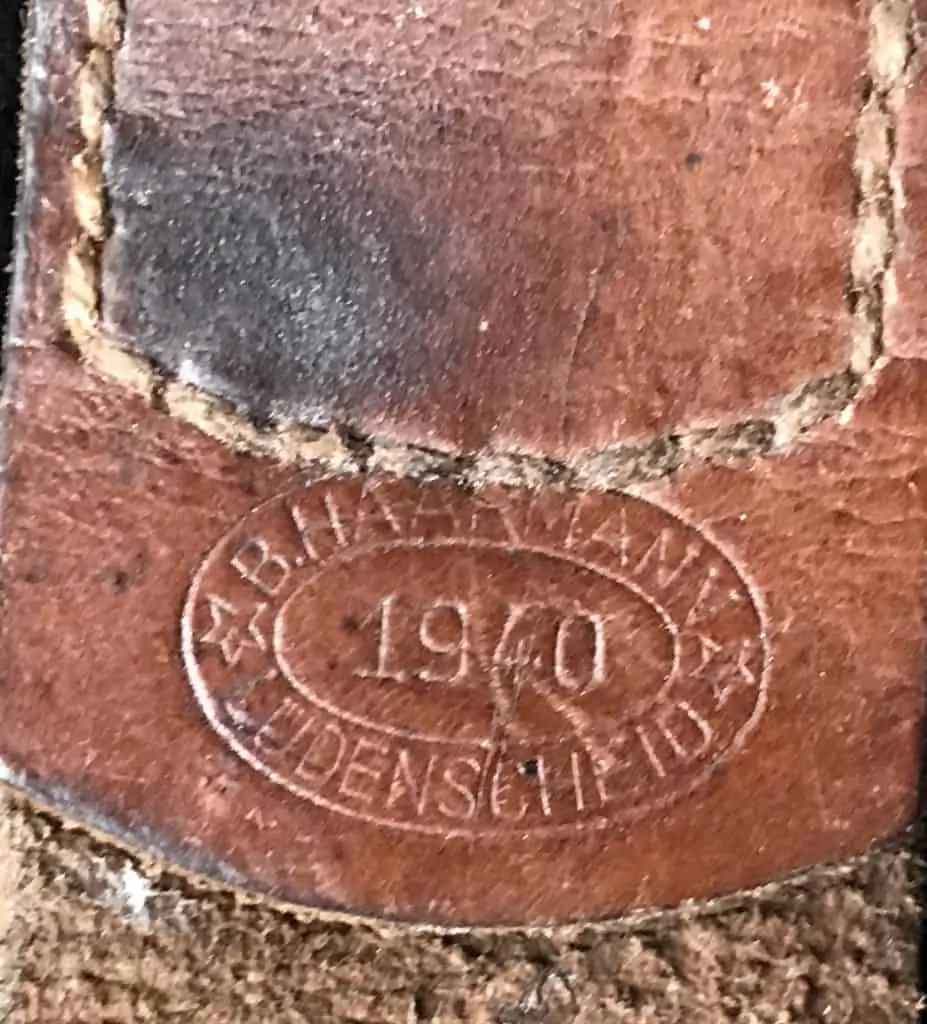 B. HAARMANN
1940
LÜDENSCHEID